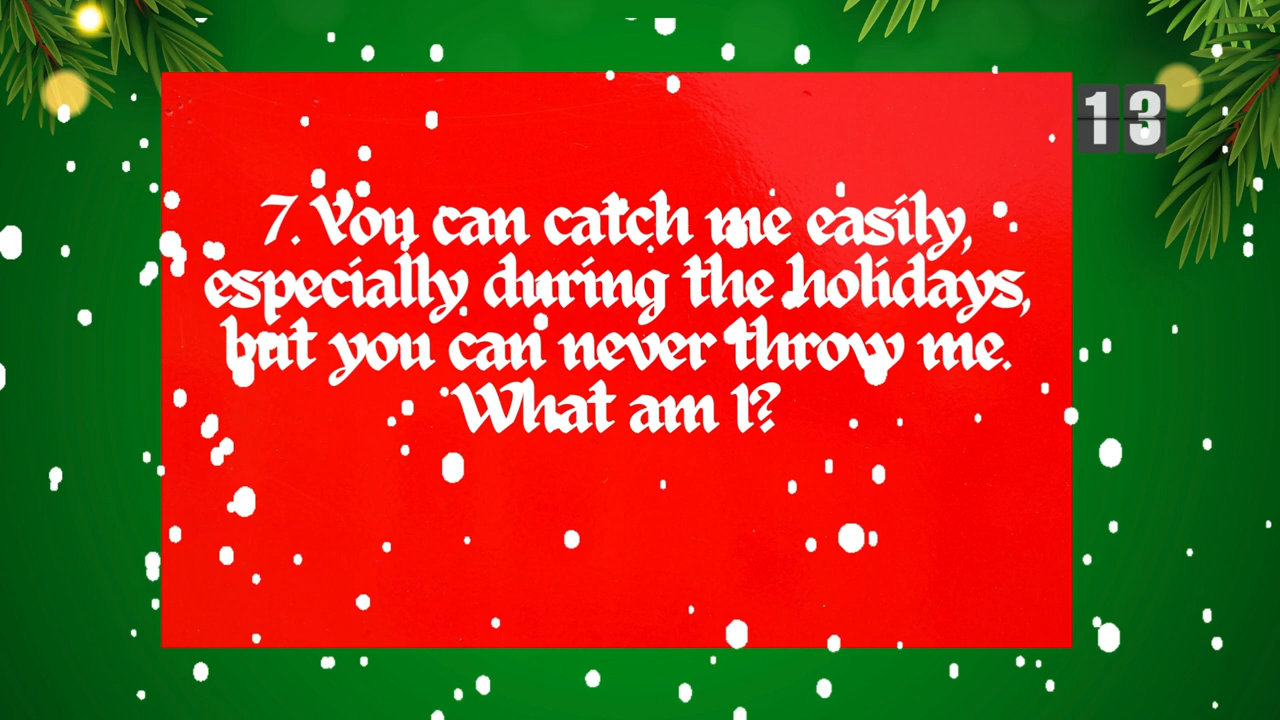 7. You can catch me easily,
especially during the holidays,
but you can never throw me.
What am I?
13